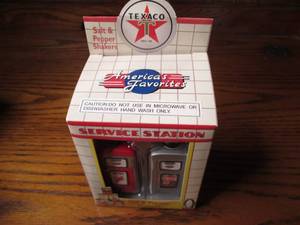 TEXACO
Salt &
Pepper
Shakers
America's
Favorites
CAUTION:DO NOT USE IN MICROWAVE OR
DISHWASHER HAND WASH ONLY.
SERVICE STATION